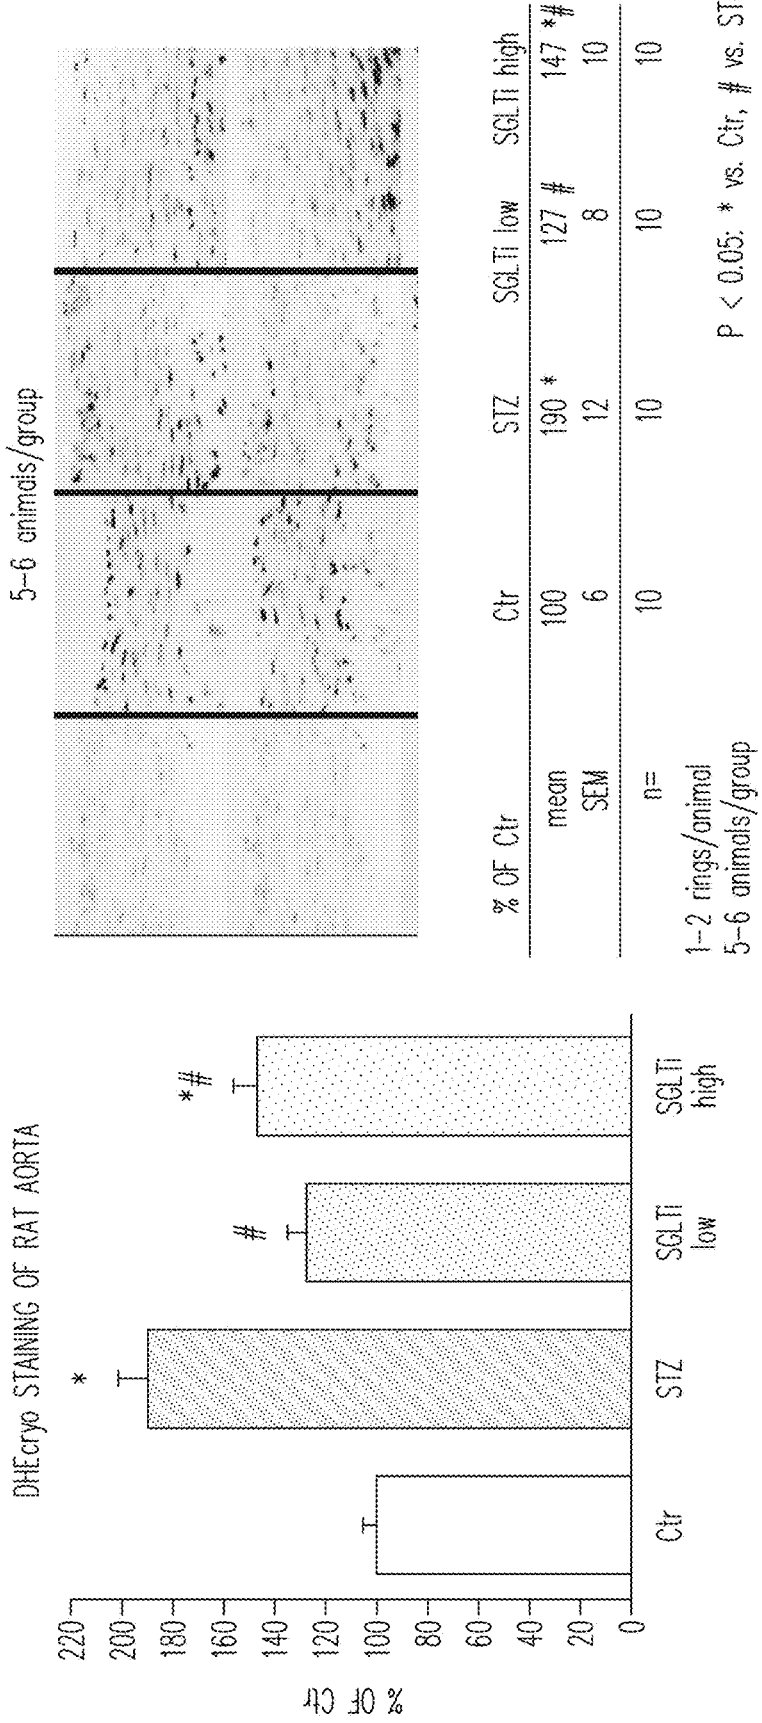 DHEcryo STAINING OF RAT AORTA
% OF Ctr
220
200
180
160
140
120
100
80
60
40
20
0
*
#
*#
Ctr
STZ
SGLTi low
SGLTi high
5-6 animals/group
% OF Ctr Ctr STZ SGLTi low SGLTi high
mean 100 190 * 127 # 147 *#
SEM 6 12 8 10
n= 10 10 10 10
1-2 rings/animal
5-6 animals/group
P < 0.05: * vs. Ctr, # vs. ST